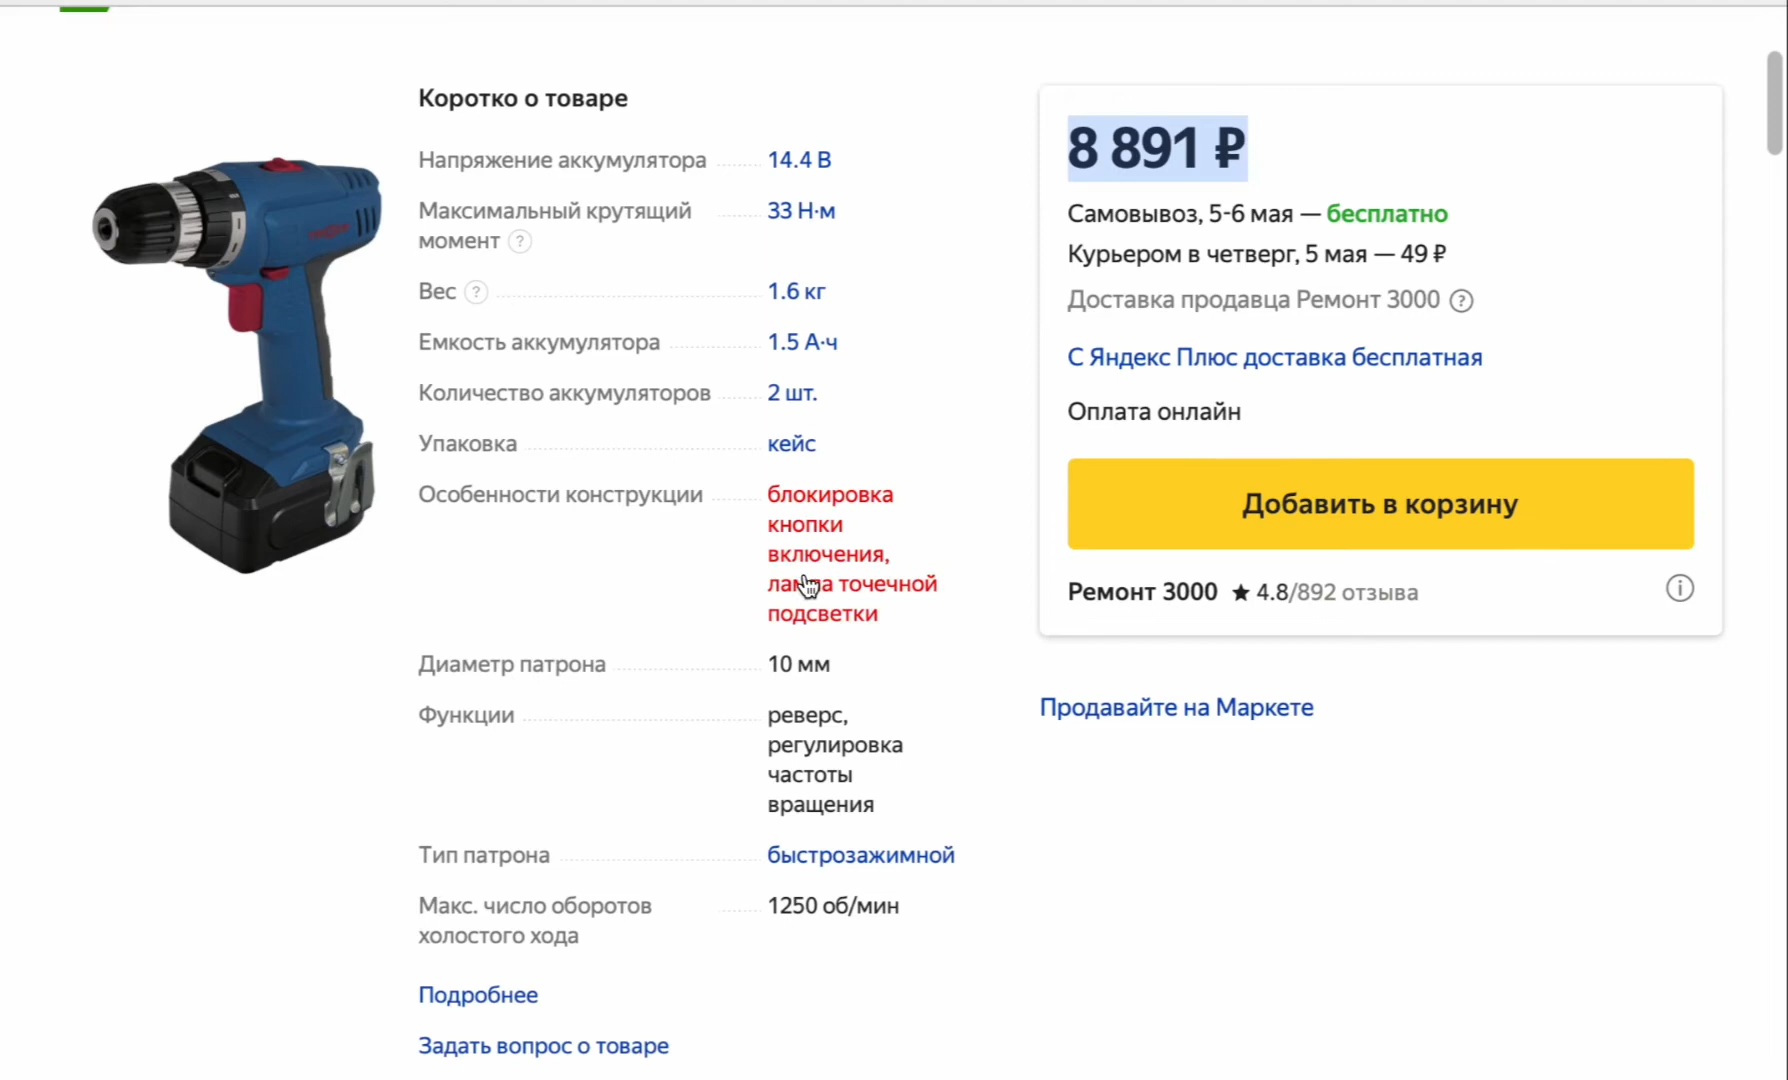 Коротко о товаре
Напряжение аккумулятора 14.4 В
Максимальный крутящий момент ? 33 Н·м
Вес ? 1.6 кг
Емкость аккумулятора 1.5 А·ч
Количество аккумуляторов 2 шт.
Упаковка кейс
Особенности конструкции блокировка
кнопки
включения,
точечной
подсветки
Диаметр патрона 10 мм
Функции реверс,
регулировка
частоты
вращения
Тип патрона быстрозажимной
Макс. число оборотов 1250 об/мин
холостого хода
Подробнее
Задать вопрос о товаре
8 891 ₽
Самовывоз, 5-6 мая — бесплатно
Курьером в четверг, 5 мая — 49 ₽
Доставка продавца Ремонт 3000 ?
С Яндекс Плюс доставка бесплатная
Оплата онлайн
Добавить в корзину
Ремонт 3000 ★ 4.8/892 отзыва
Продавайте на Маркете